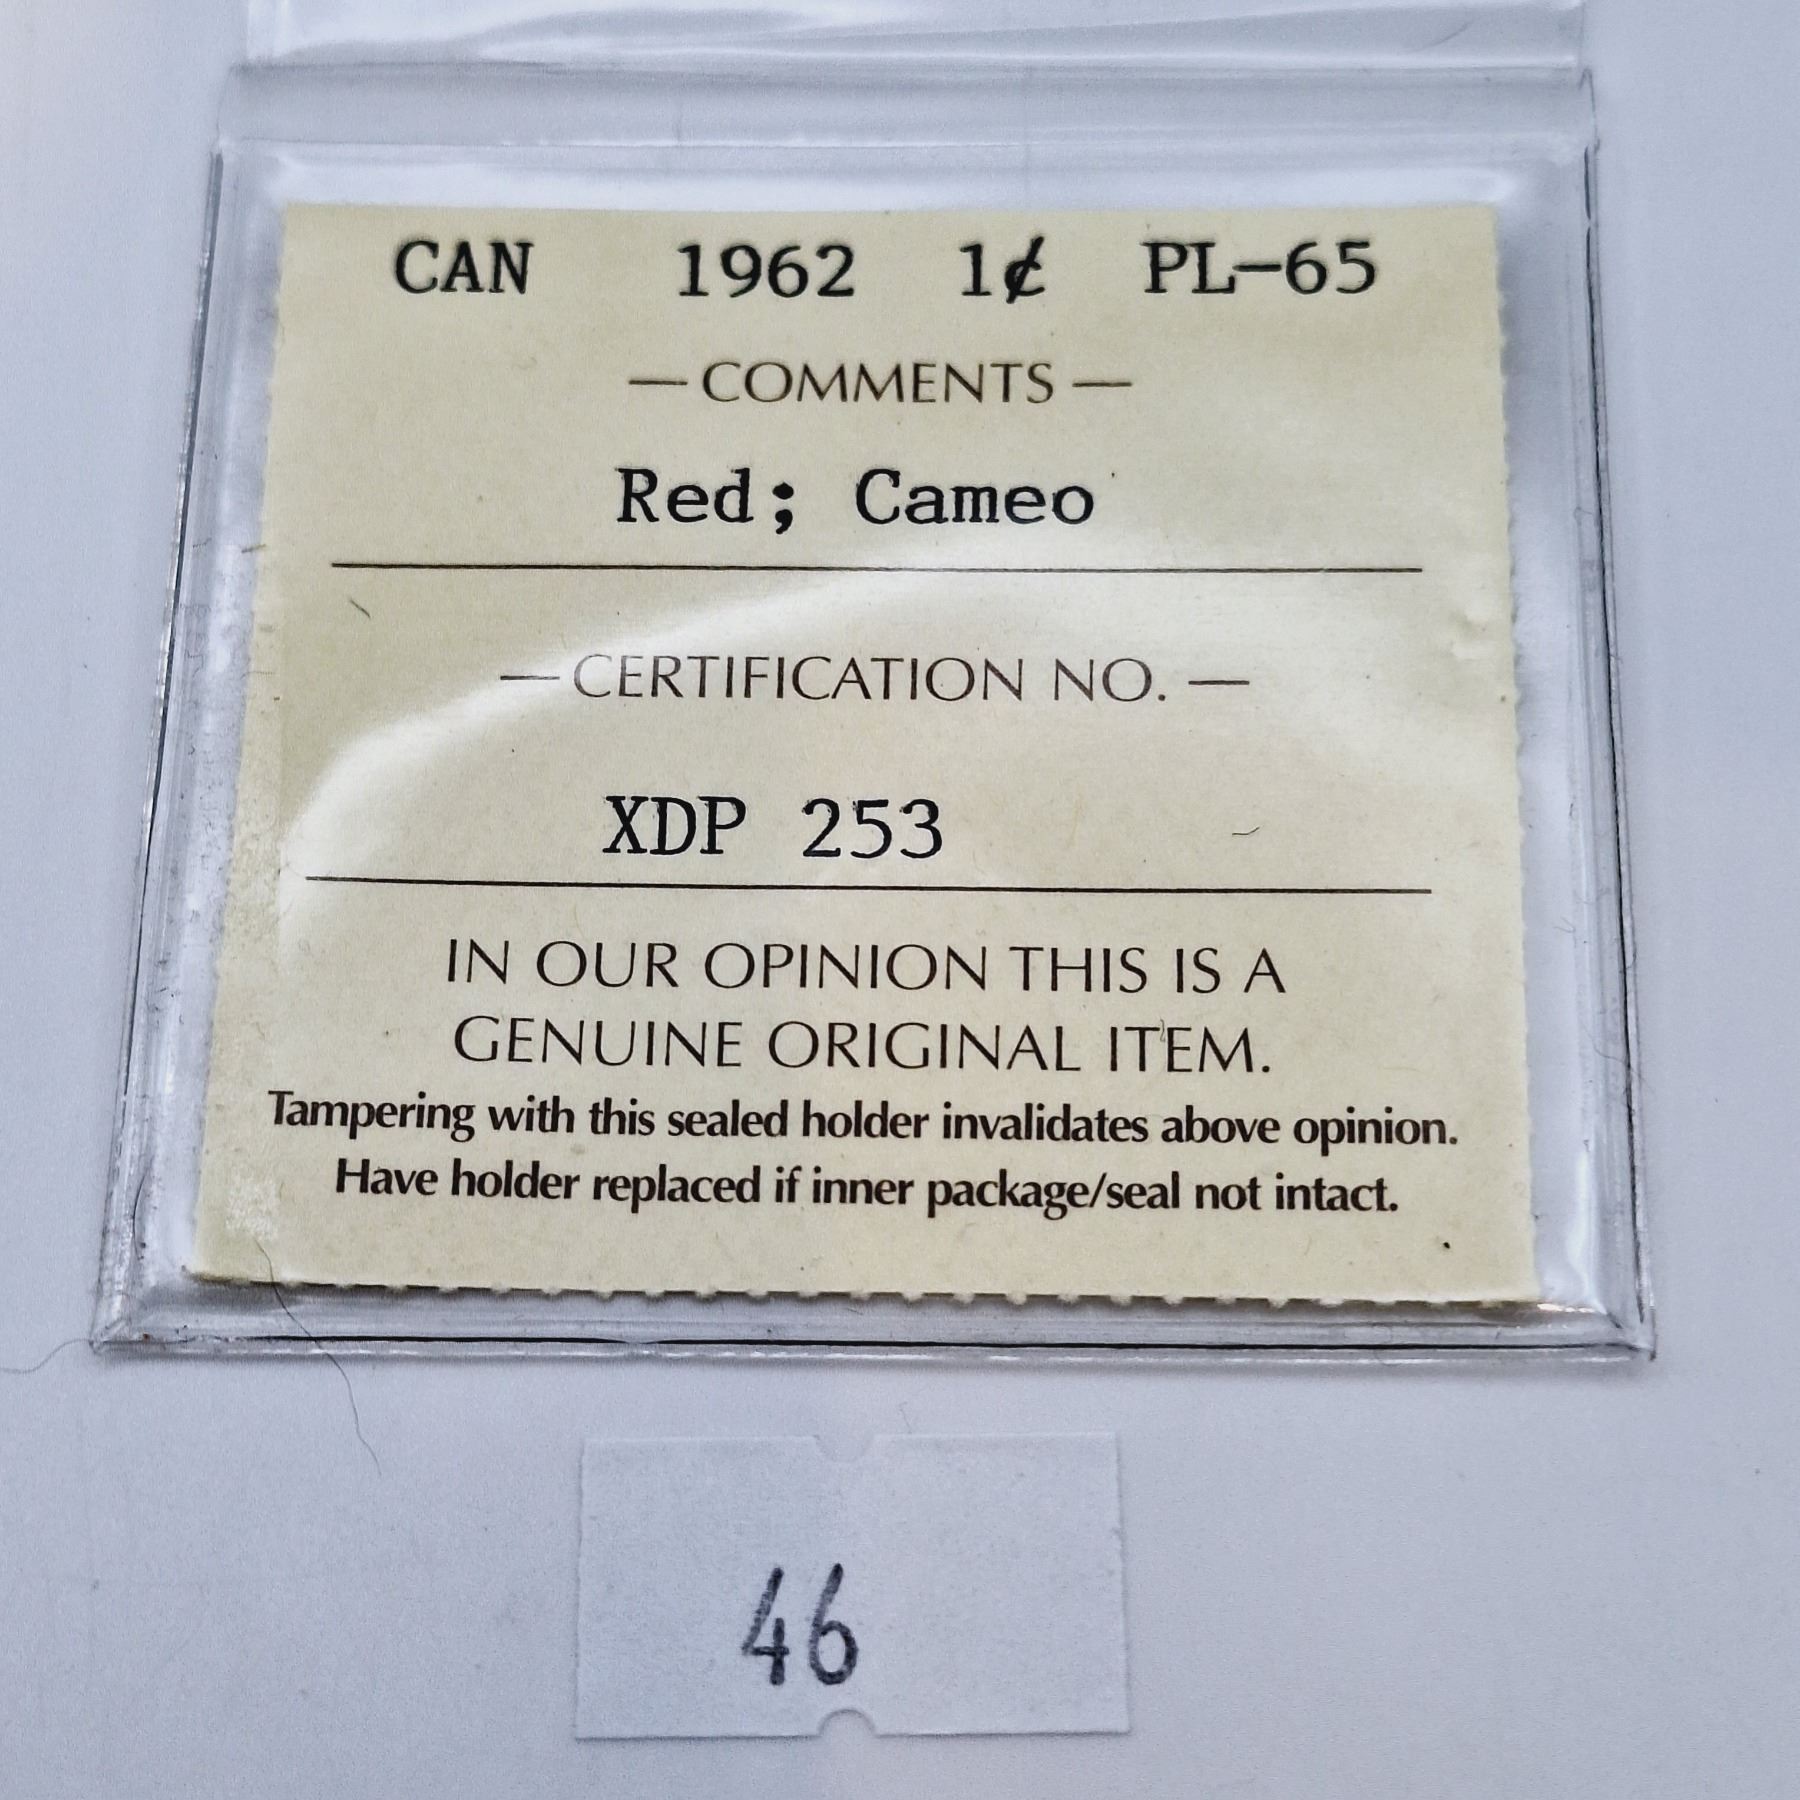 CAN 1962 1¢ PL-65
— COMMENTS —
Red; Cameo
— CERTIFICATION NO. —
XDP 253
IN OUR OPINION THIS IS A
GENUINE ORIGINAL ITEM.
Tampering with this sealed holder invalidates above opinion.
Have holder replaced if inner package/seal not intact.
46